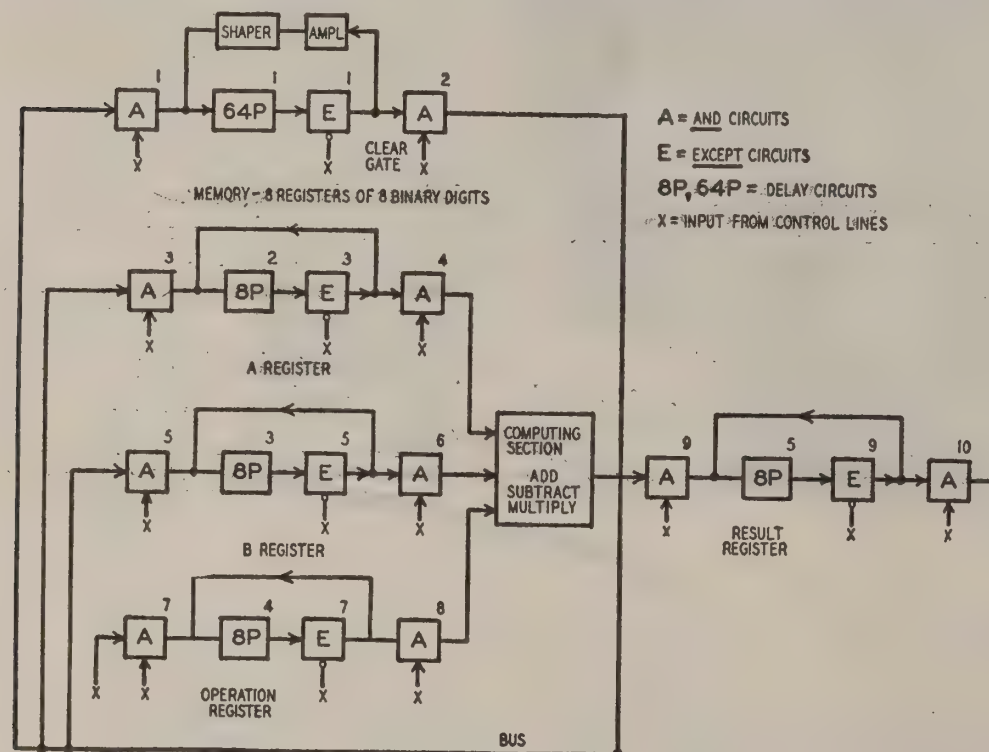 SHAPER AMPL
1 1 1 2
A 64P E A
X X CLEAR GATE X
MEMORY - 8 REGISTERS OF 8 BINARY DIGITS
A = AND CIRCUITS
E = EXCEPT CIRCUITS
8P, 64P = DELAY CIRCUITS
X = INPUT FROM CONTROL LINES
3 2 3 4
A 8P E A
X X X
A REGISTER
5 3 5 6
A 8P E A
X X X
B REGISTER
COMPUTING
SECTION
ADD
SUBTRACT
MULTIPLY
9 5 9 10
A 8P E A
X X X
RESULT
REGISTER
7 4 7 8
A 8P E A
X X X X
OPERATION
REGISTER
BUS